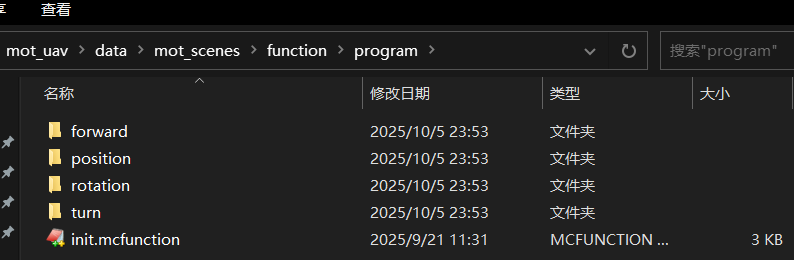 享 查看
mot_uav > data > mot_scenes > function > program > 搜索"program"
名称 修改日期 类型 大小
forward 2025/10/5 23:53 文件夹
position 2025/10/5 23:53 文件夹
rotation 2025/10/5 23:53 文件夹
turn 2025/10/5 23:53 文件夹
init.mcfunction 2025/9/21 11:31 MCFUNCTION ... 3 KB